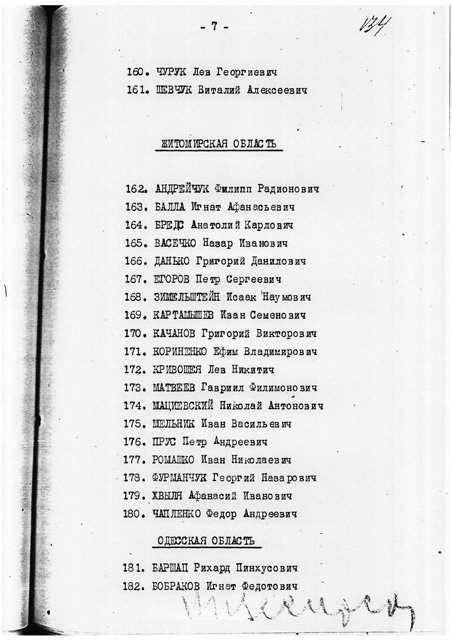 - 7 -
134
160. ЧУРУК Лев Георгиевич
161. ШЕВЧУК Виталий Алексеевич
ЖИТОМИРСКАЯ ОБЛАСТЬ
162. АНДРЕЙЧУК Филипп Радионович
163. БАЛЛА Игнат Афанасьевич
164. БРЕДС Анатолий Карлович
165. ВАСЕЧКО Назар Иванович
166. ДАНЬКО Григорий Данилович
167. ЕГОРОВ Петр Сергеевич
168. ЗИМЕЛЬШТЕЙН Исаак Наумович
169. КАРТАМЫШЕВ Иван Семенович
170. КАЧАНОВ Григорий Викторович
171. КОРИНЕНКО Ефим Владимирович
172. КРИВОШЕЯ Лев Никитич
173. МАТВЕЕВ Гавриил Филимонович
174. МАЦИЕВСКИЙ Николай Антонович
175. МЕЛЬНИК Иван Васильевич
176. ПРУС Петр Андреевич
177. РОМАШКО Иван Николаевич
178. ФУРМАНЧУК Георгий Назарович
179. ХВЫЛЯ Афанасий Иванович
180. ЧАПЛЕНКО Федор Андреевич
ОДЕССКАЯ ОБЛАСТЬ
181. БАРШАП Рихард Пинхусович
182. БОБРАКОВ Игнат Федотович